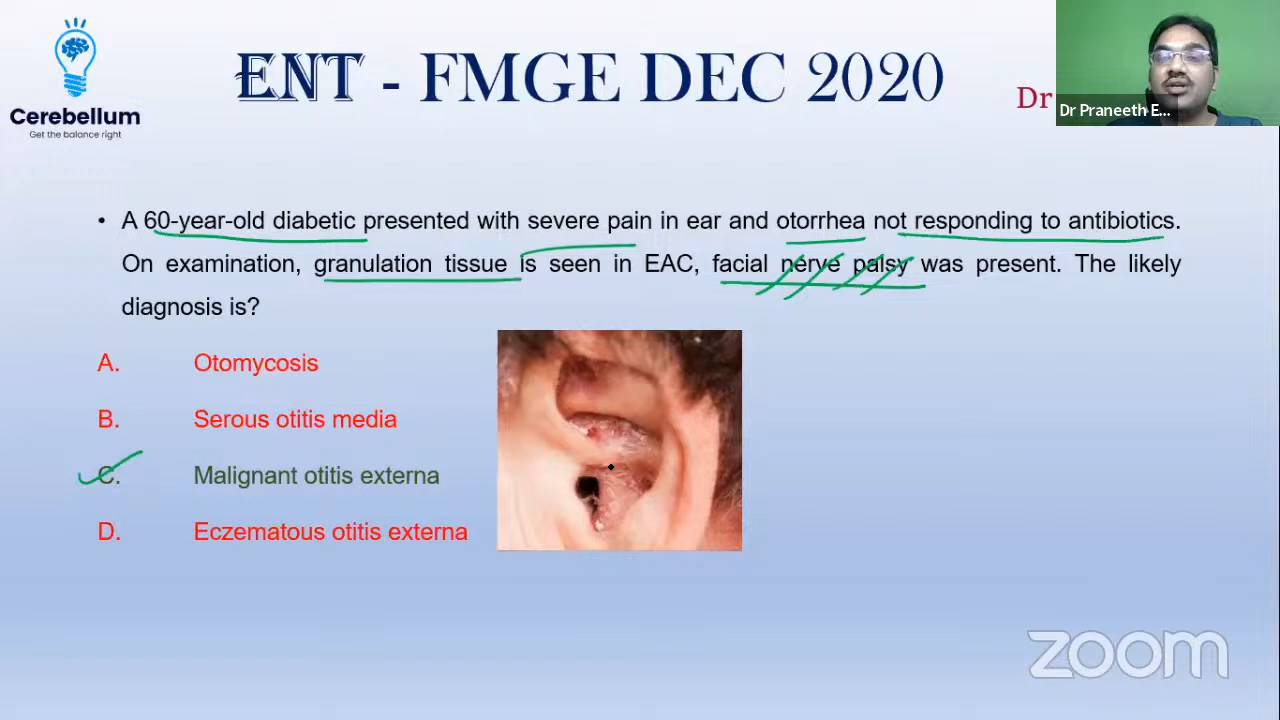 ENT - FMGE DEC 2020
Cerebellum
Get the balance right
Dr
Dr Praneeth E...
• A 60-year-old diabetic presented with severe pain in ear and otorrhea not responding to antibiotics.
On examination, granulation tissue is seen in EAC, facial nerve palsy was present. The likely
diagnosis is?
A. Otomycosis
B. Serous otitis media
C. Malignant otitis externa
D. Eczematous otitis externa
zoom